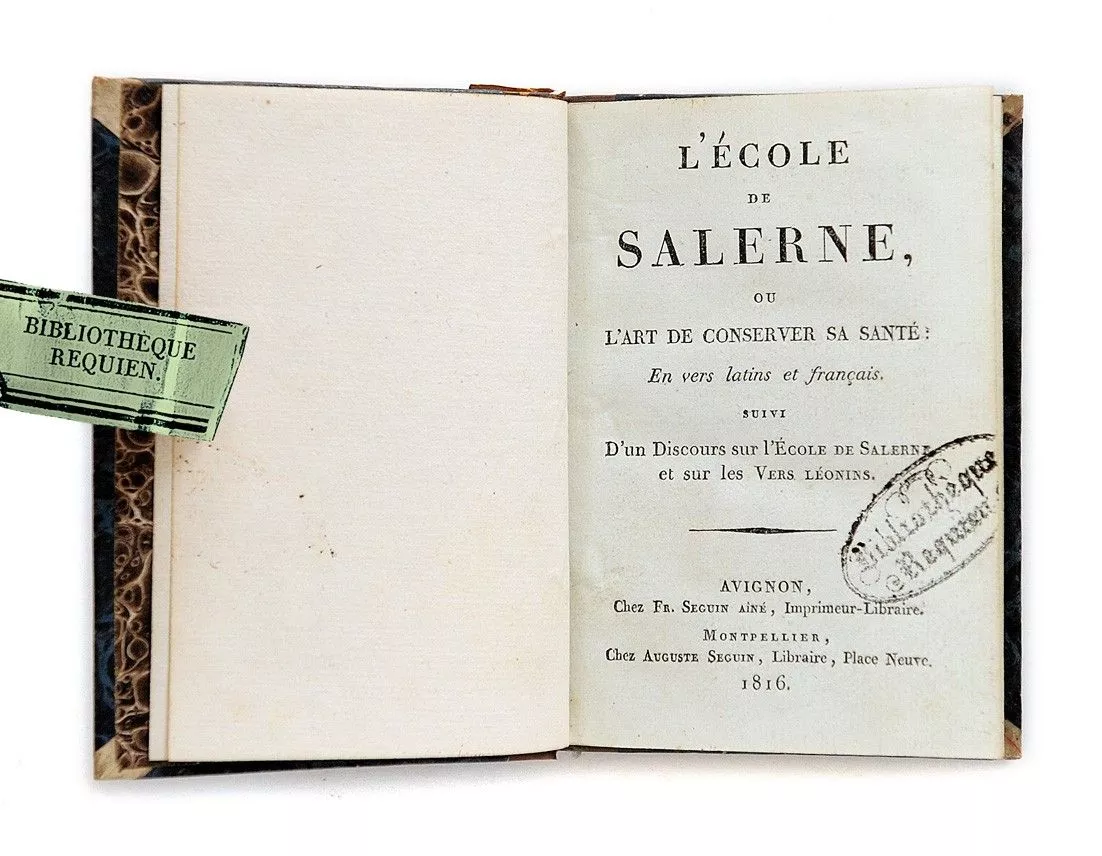 BIBLIOTHÈQUE
REQUIEN.
L'ÉCOLE
DE
SALERNE,
OU
L'ART DE CONSERVER SA SANTÉ:
En vers latins et français.
SUIVI
D'un Discours sur l'ÉCOLE DE SALERNE
et sur les VERS LÉONINS.
Bibliothèque
Requien
AVIGNON,
Chez FR. SEGUIN AÎNÉ, Imprimeur-Libraire.
MONTPELLIER,
Chez AUGUSTE SEGUIN, Libraire, Place Neuve.
1816.